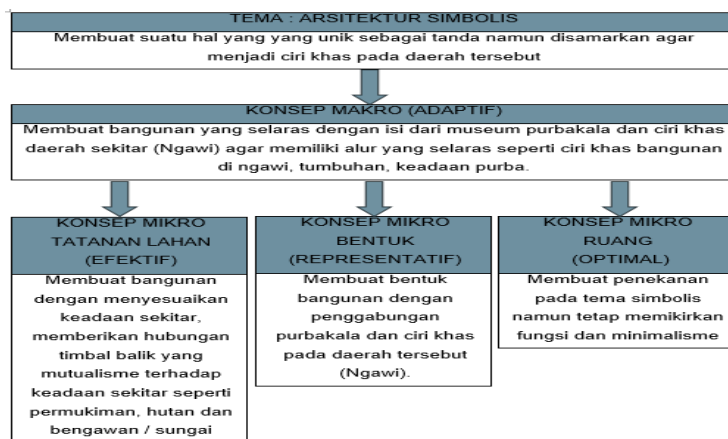 TEMA : ARSITEKTUR SIMBOLIS
Membuat suatu hal yang yang unik sebagai tanda namun disamarkan agar
menjadi ciri khas pada daerah tersebut
KONSEP MAKRO (ADAPTIF)
Membuat bangunan yang selaras dengan isi dari museum purbakala dan ciri khas
daerah sekitar (Ngawi) agar memiliki alur yang selaras seperti ciri khas bangunan
di ngawi, tumbuhan, keadaan purba.
KONSEP MIKRO
TATANAN LAHAN
(EFEKTIF)
Membuat bangunan
dengan menyesuaikan
keadaan sekitar,
memberikan hubungan
timbal balik yang
mutualisme terhadap
keadaan sekitar seperti
permukiman, hutan dan
bengawan / sungai
KONSEP MIKRO
BENTUK
(REPRESENTATIF)
Membuat bentuk
bangunan dengan
penggabungan
purbakala dan ciri khas
pada daerah tersebut
(Ngawi).
KONSEP MIKRO
RUANG
(OPTIMAL)
Membuat penekanan
pada tema simbolis
namun tetap memikirkan
fungsi dan minimalisme